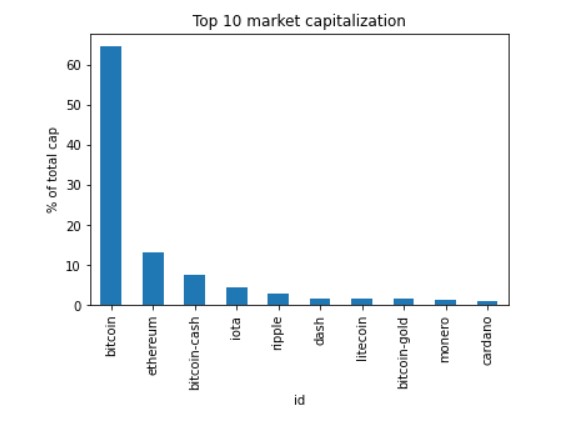 Top 10 market capitalization
% of total cap
60
50
40
30
20
10
0
bitcoin
ethereum
bitcoin-cash
iota
ripple
dash
litecoin
bitcoin-gold
monero
cardano
id